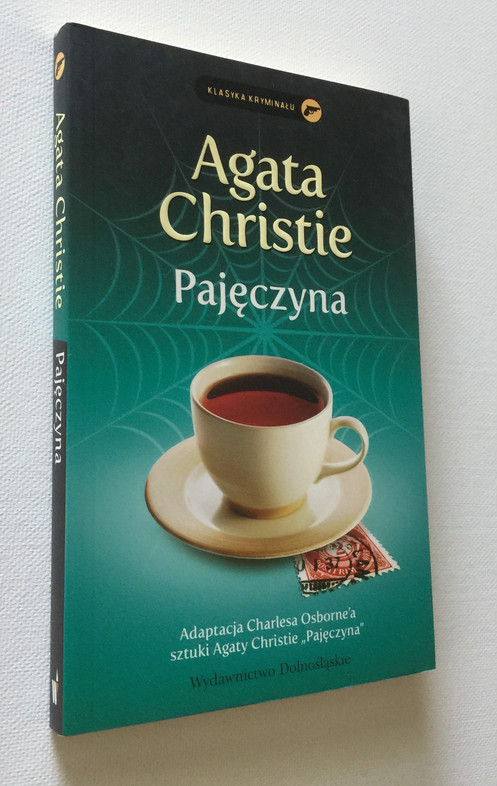 KLASYKA KRYMINAŁU
Agata
Christie
Pajęczyna
Adaptacja Charlesa Osborne'a
sztuki Agaty Christie „Pajęczyna”
Wydawnictwo Dolnośląskie
Agata Christie
Pajęczyna